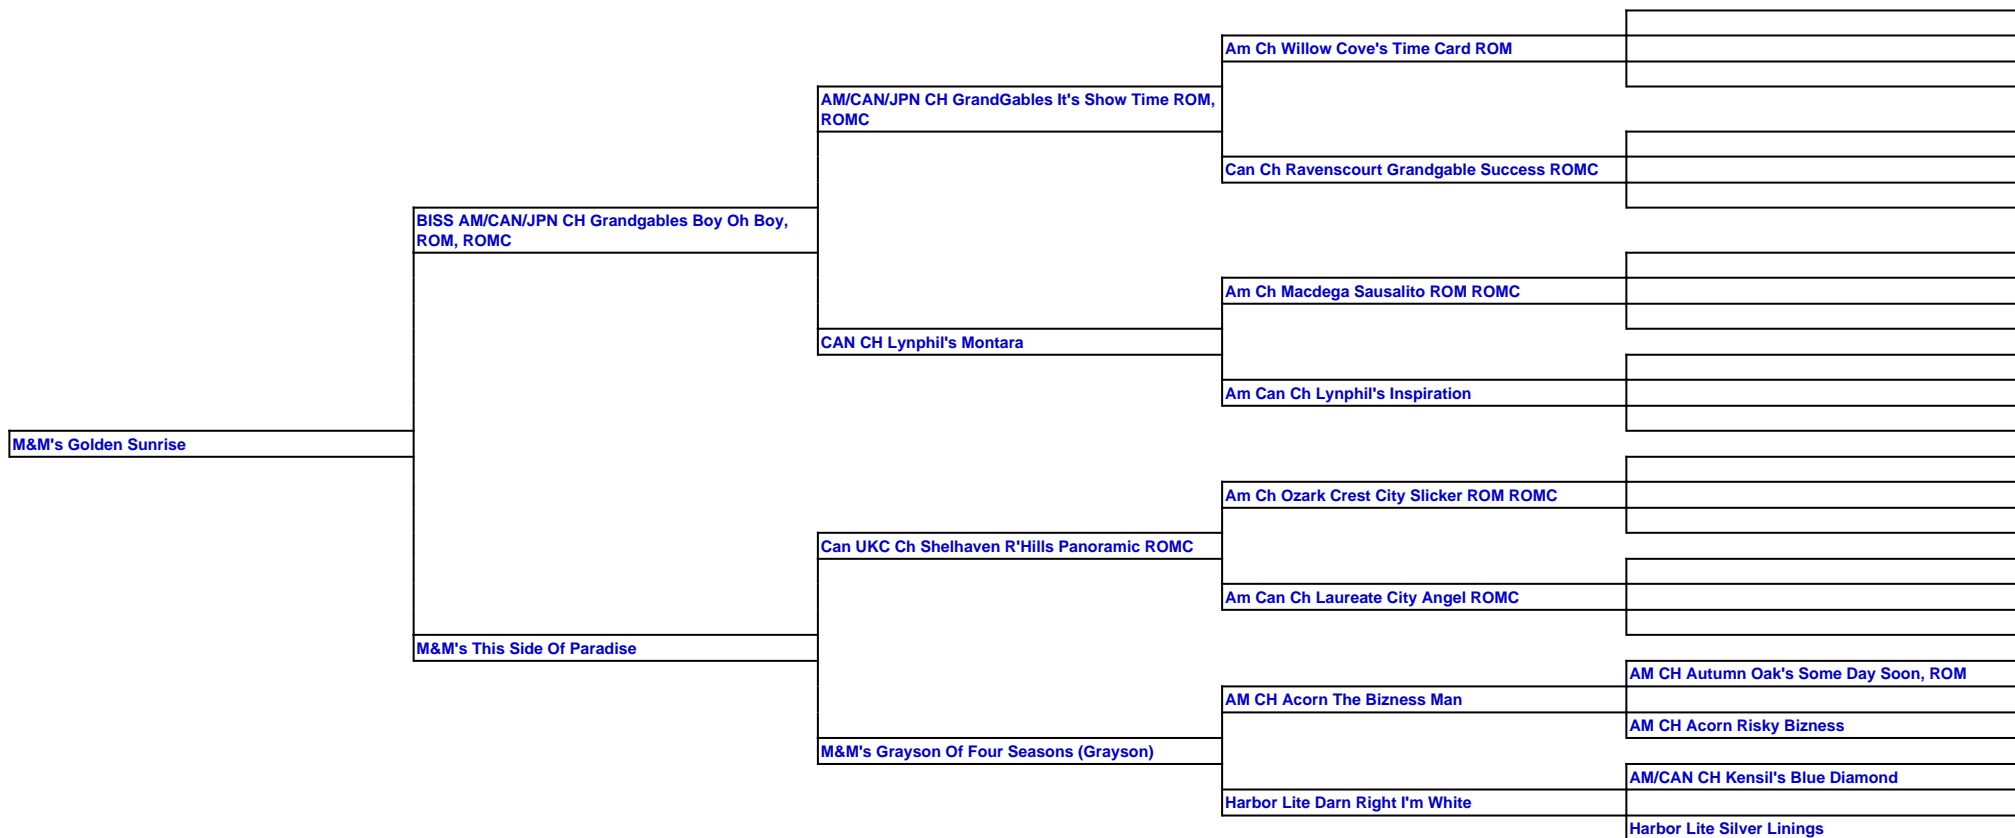 Am Ch Willow Cove's Time Card ROM
AM/CAN/JPN CH GrandGables It's Show Time ROM,
ROMC
Can Ch Ravenscourt Grandgable Success ROMC
BISS AM/CAN/JPN CH Grandgables Boy Oh Boy,
ROM, ROMC
Am Ch Macdega Sausalito ROM ROMC
CAN CH Lynphil's Montara
Am Can Ch Lynphil's Inspiration
M&M's Golden Sunrise
Am Ch Ozark Crest City Slicker ROM ROMC
Can UKC Ch Shelhaven R'Hills Panoramic ROMC
Am Can Ch Laureate City Angel ROMC
M&M's This Side Of Paradise
AM CH Autumn Oak's Some Day Soon, ROM
AM CH Acorn The Bizness Man
AM CH Acorn Risky Bizness
M&M's Grayson Of Four Seasons (Grayson)
AM/CAN CH Kensil's Blue Diamond
Harbor Lite Darn Right I'm White
Harbor Lite Silver Linings